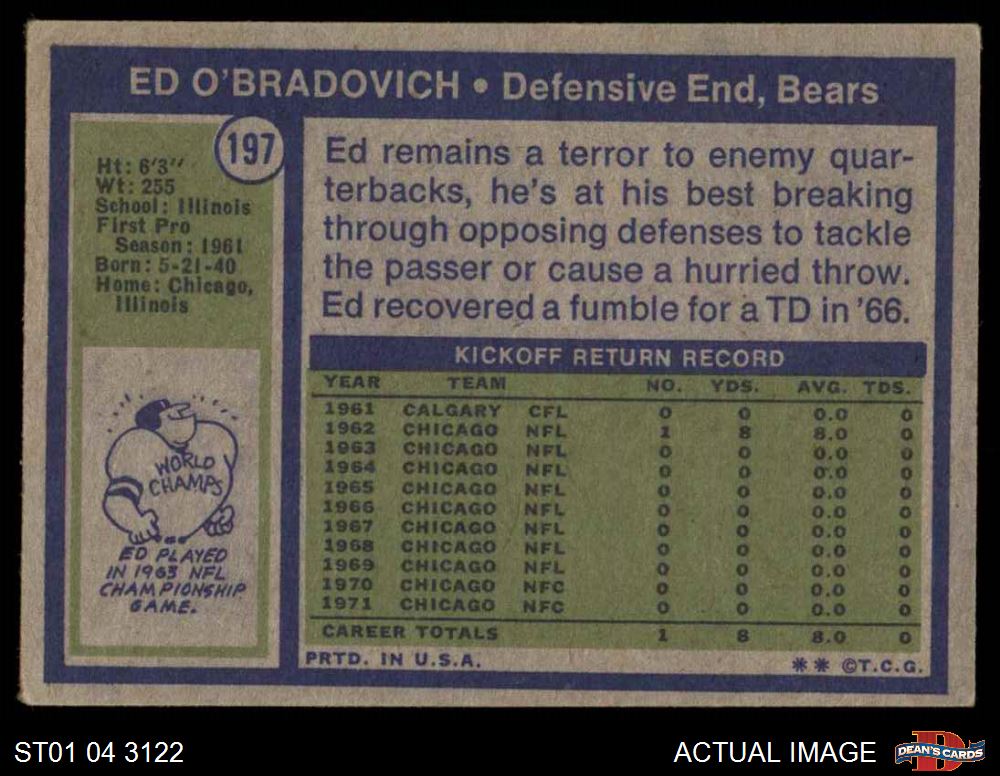 ED O'BRADOVICH • Defensive End, Bears
197
Ht: 6'3"
Wt: 255
School: Illinois
First Pro
Season: 1961
Born: 5-21-40
Home: Chicago,
Illinois
Ed remains a terror to enemy quar-
terbacks, he's at his best breaking
through opposing defenses to tackle
the passer or cause a hurried throw.
Ed recovered a fumble for a TD in '66.
WORLD
CHAMPS
ED PLAYED
IN 1963 NFL
CHAMPIONSHIP
GAME.
KICKOFF RETURN RECORD
YEAR TEAM NO. YDS. AVG. TDS.
1961 CALGARY CFL 0 0 0.0 0
1962 CHICAGO NFL 1 8 8.0 0
1963 CHICAGO NFL 0 0 0.0 0
1964 CHICAGO NFL 0 0 0.0 0
1965 CHICAGO NFL 0 0 0.0 0
1966 CHICAGO NFL 0 0 0.0 0
1967 CHICAGO NFL 0 0 0.0 0
1968 CHICAGO NFL 0 0 0.0 0
1969 CHICAGO NFL 0 0 0.0 0
1970 CHICAGO NFC 0 0 0.0 0
1971 CHICAGO NFC 0 0 0.0 0
CAREER TOTALS 1 8 8.0 0
PRTD. IN U.S.A. ** ©T.C.G.
ST01 04 3122 ACTUAL IMAGE DEAN'S CARDS